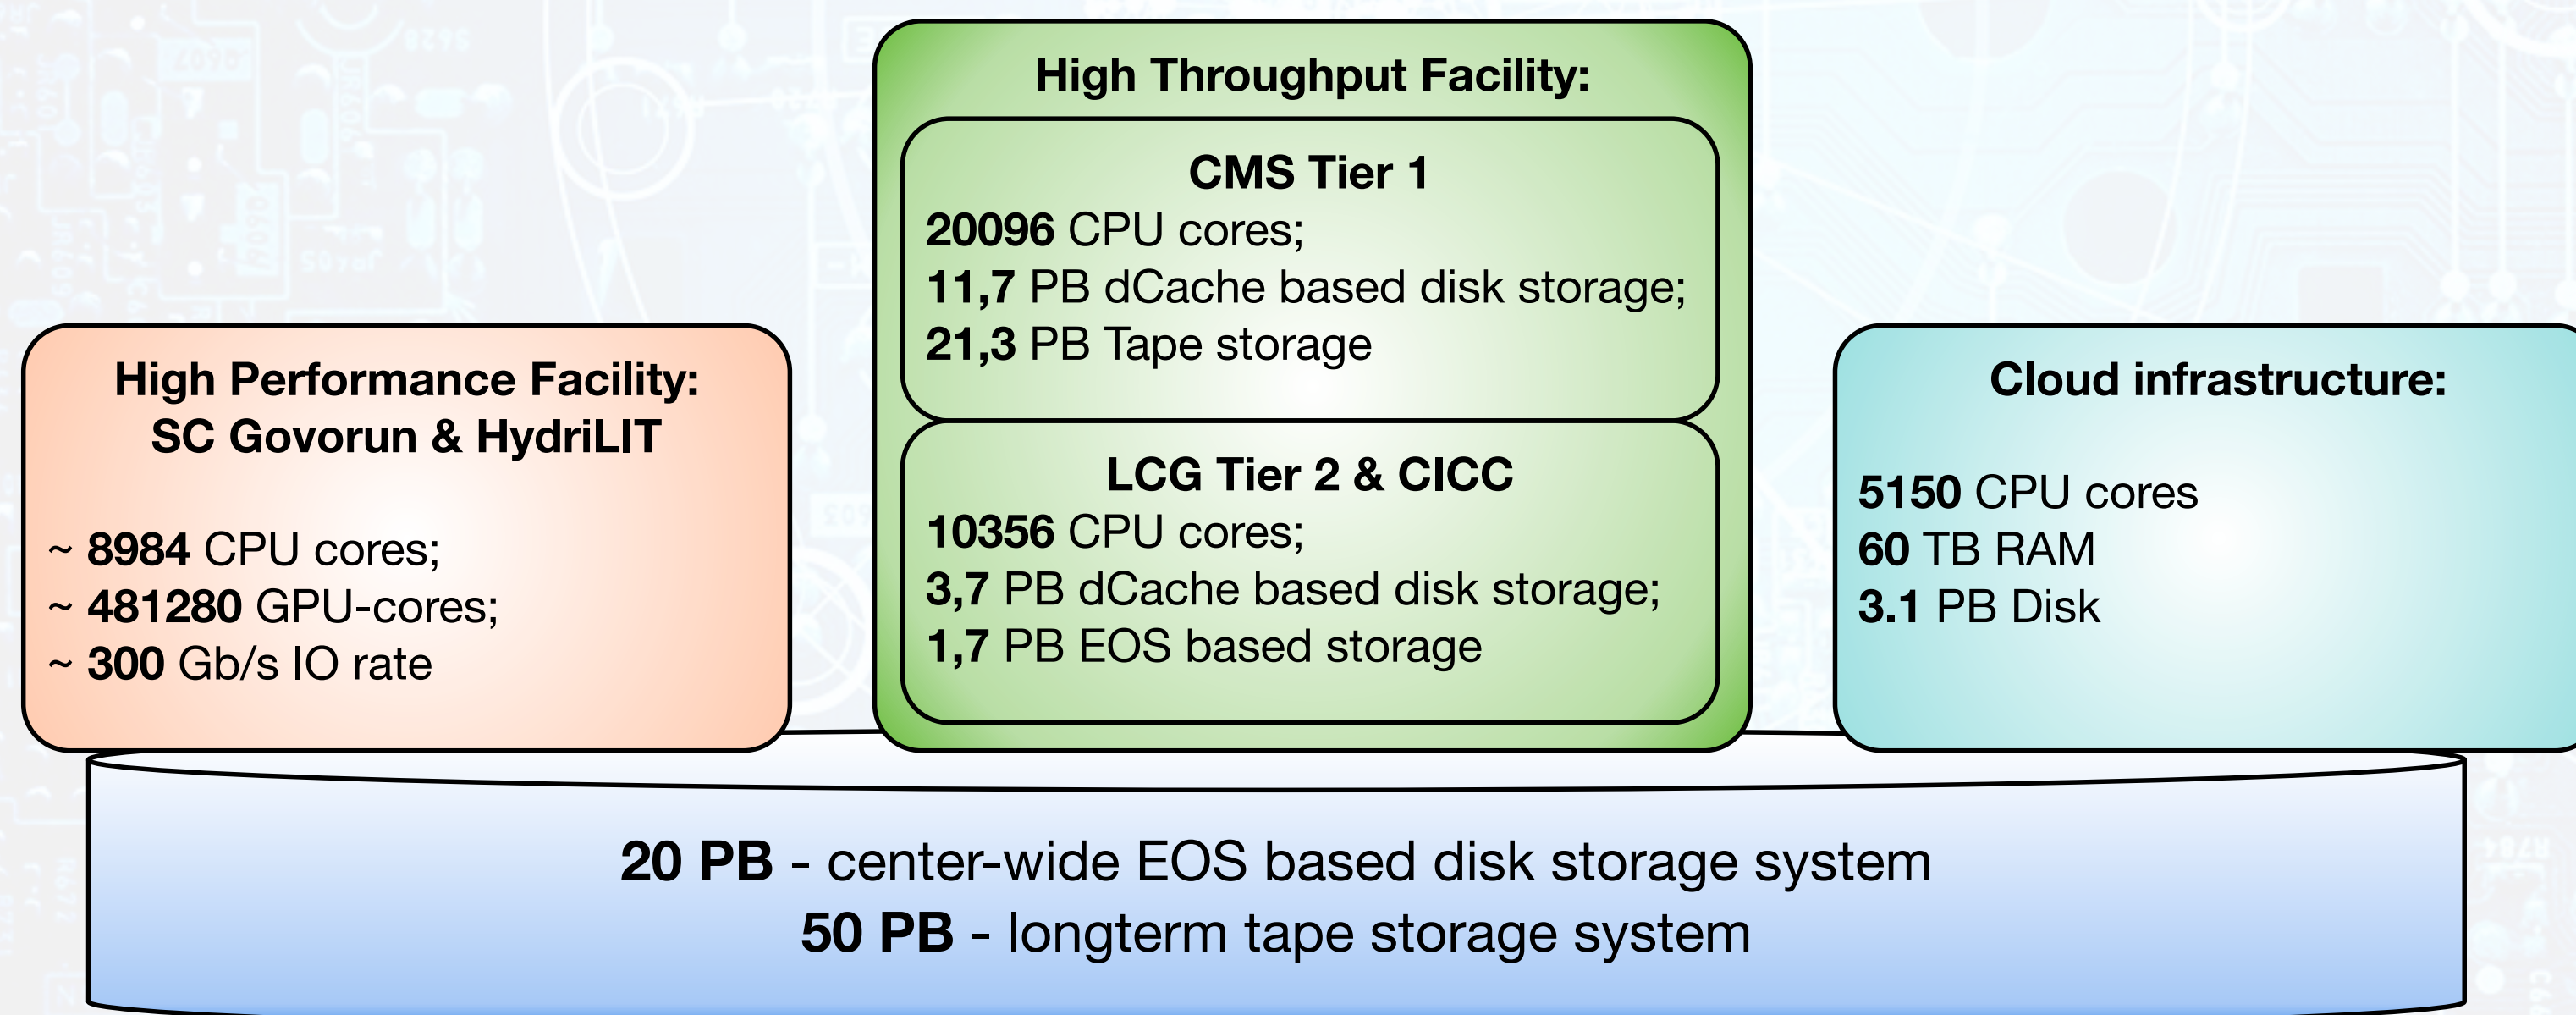 High Throughput Facility:
CMS Tier 1
20096 CPU cores;
11,7 PB dCache based disk storage;
21,3 PB Tape storage
LCG Tier 2 & CICC
10356 CPU cores;
3,7 PB dCache based disk storage;
1,7 PB EOS based storage
High Performance Facility:
SC Govorun & HydriLIT
~ 8984 CPU cores;
~ 481280 GPU-cores;
~ 300 Gb/s IO rate
Cloud infrastructure:
5150 CPU cores
60 TB RAM
3.1 PB Disk
20 PB - center-wide EOS based disk storage system
50 PB - longterm tape storage system